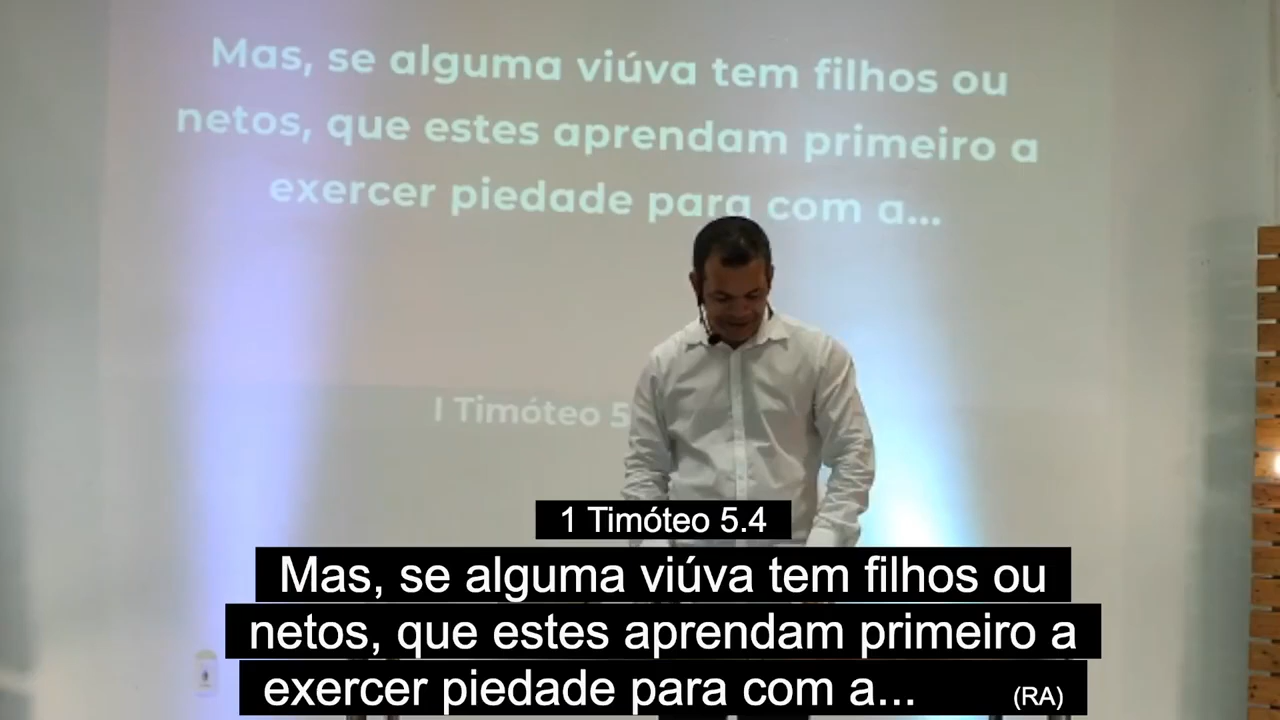 Mas, se alguma viúva tem filhos ou
netos, que estes aprendam primeiro a
exercer piedade para com a...
I Timóteo 5
1 Timóteo 5.4
Mas, se alguma viúva tem filhos ou
netos, que estes aprendam primeiro a
exercer piedade para com a... (RA)